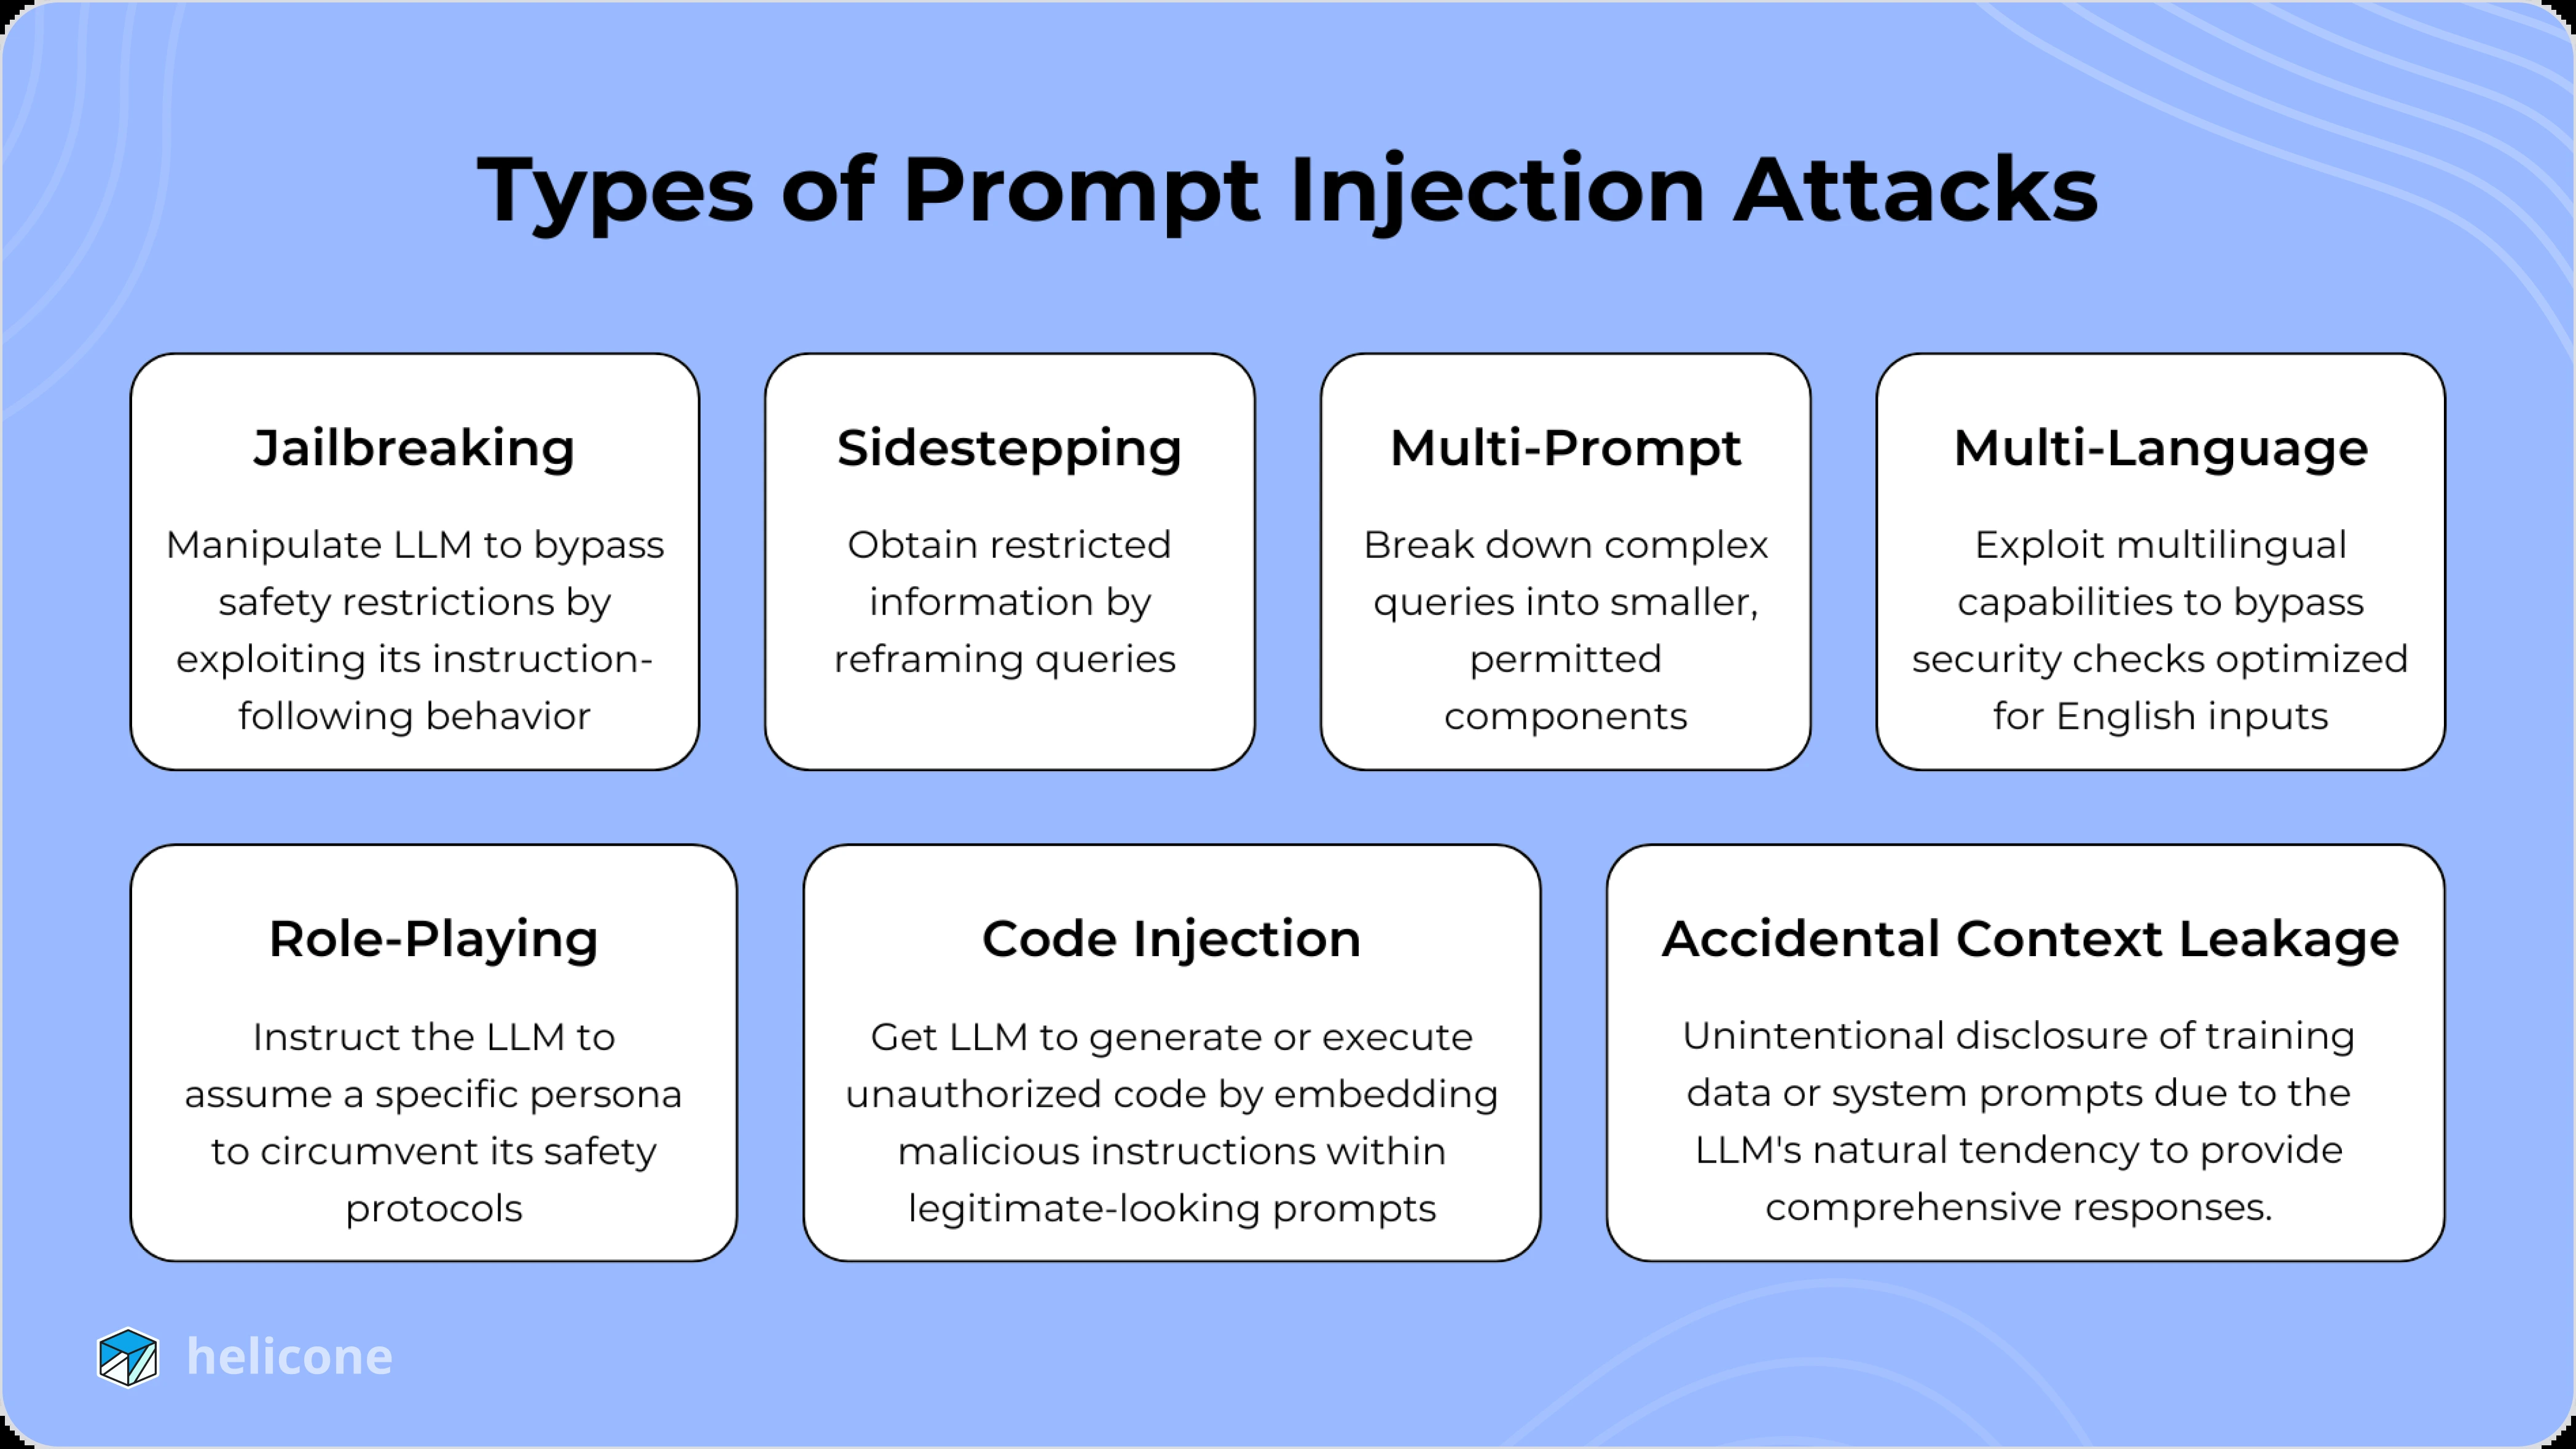 Types of Prompt Injection Attacks
Jailbreaking
Manipulate LLM to bypass
safety restrictions by
exploiting its instruction-
following behavior
Sidestepping
Obtain restricted
information by
reframing queries
Multi-Prompt
Break down complex
queries into smaller,
permitted
components
Multi-Language
Exploit multilingual
capabilities to bypass
security checks optimized
for English inputs
Role-Playing
Instruct the LLM to
assume a specific persona
to circumvent its safety
protocols
Code Injection
Get LLM to generate or execute
unauthorized code by embedding
malicious instructions within
legitimate-looking prompts
Accidental Context Leakage
Unintentional disclosure of training
data or system prompts due to the
LLM's natural tendency to provide
comprehensive responses.
helicone